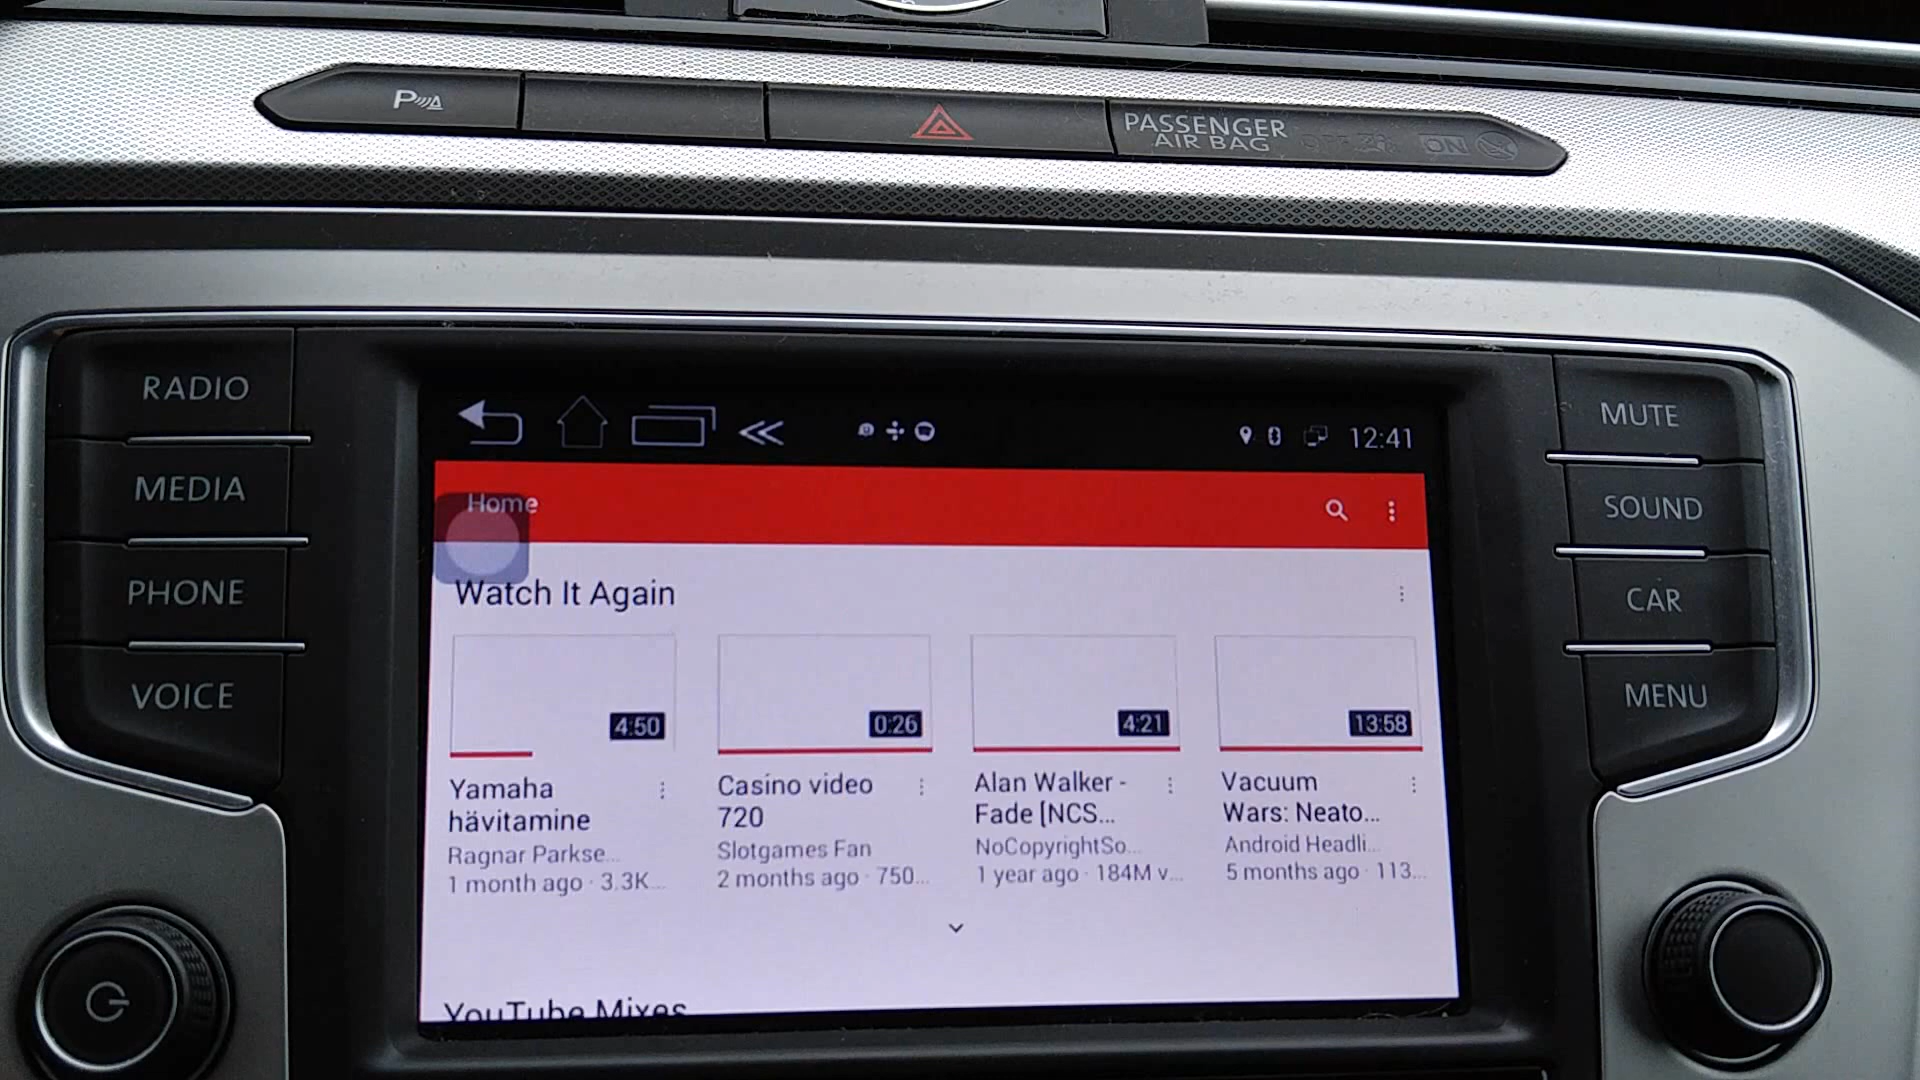 P
PASSENGER
AIR BAG
OFF
ON
RADIO
MEDIA
PHONE
VOICE
MUTE
SOUND
CAR
MENU
12:41
Home
Watch It Again
4:50
0:26
4:21
13:58
Yamaha
hävitamine
Ragnar Parkse...
1 month ago · 3.3K...
Casino video
720
Slotgames Fan
2 months ago · 750...
Alan Walker -
Fade [NCS...
NoCopyrightSo...
1 year ago · 184M v...
Vacuum
Wars: Neato...
Android Headli...
5 months ago · 113...
YouTube Mixes